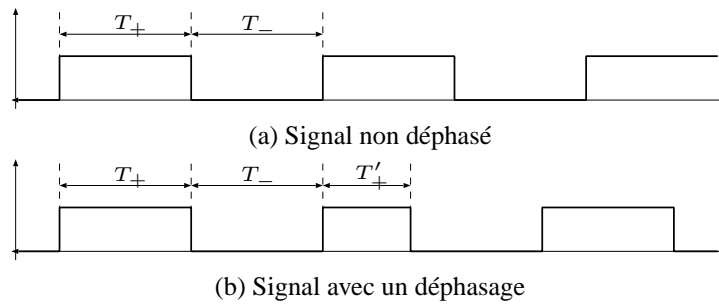 T+ T−
(a) Signal non déphasé
T+ T− T′+
(b) Signal avec un déphasage